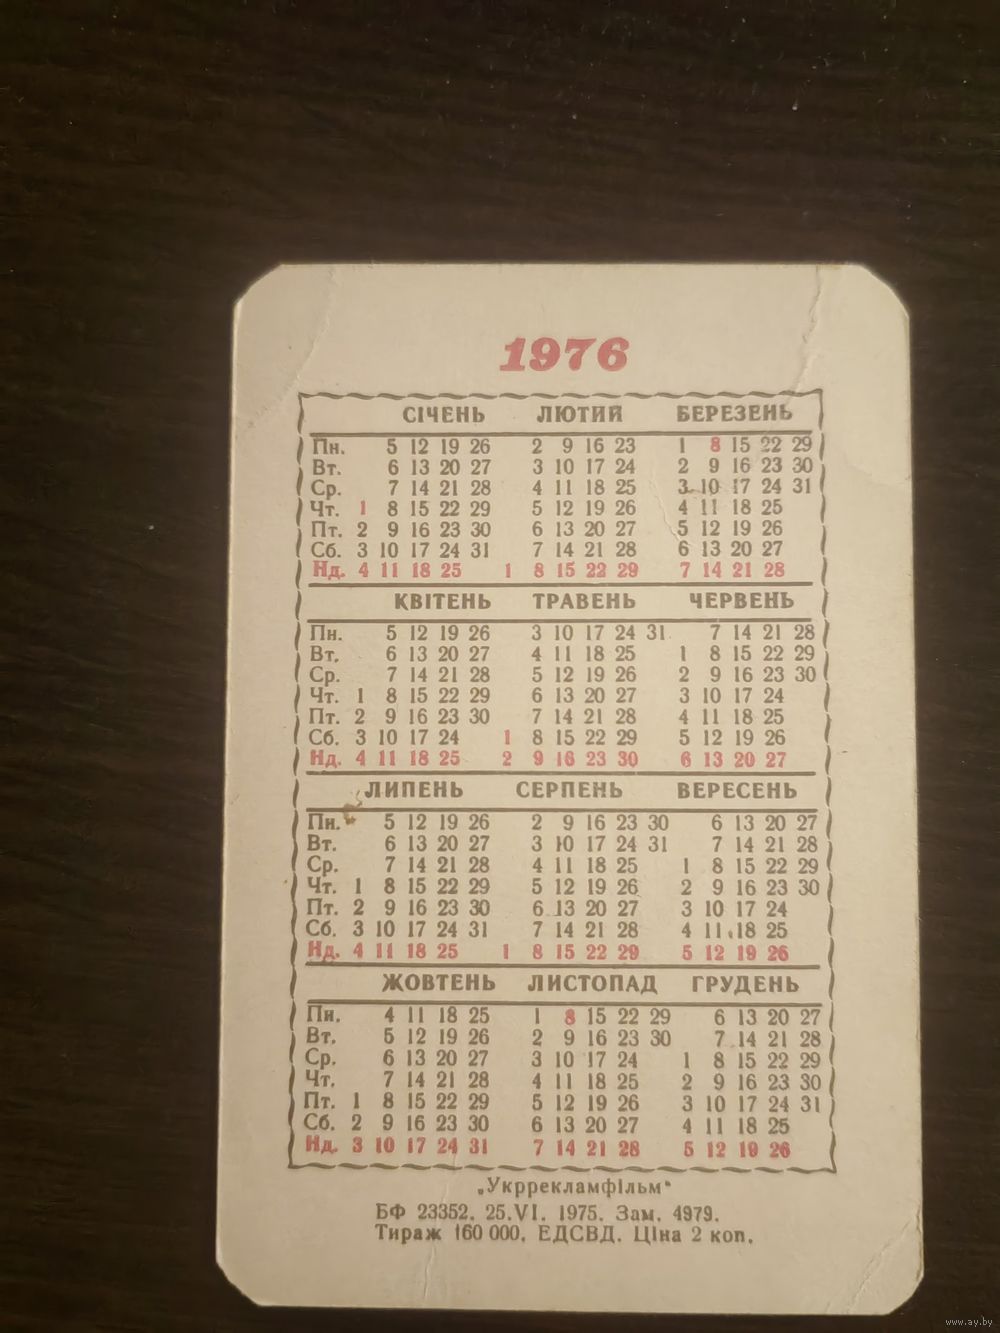 1976
СІЧЕНЬ ЛЮТИЙ БЕРЕЗЕНЬ
Пн. 5 12 19 26 2 9 16 23 1 8 15 22 29
Вт. 6 13 20 27 3 10 17 24 2 9 16 23 30
Ср. 7 14 21 28 4 11 18 25 3 10 17 24 31
Чт. 1 8 15 22 29 5 12 19 26 4 11 18 25
Пт. 2 9 16 23 30 6 13 20 27 5 12 19 26
Сб. 3 10 17 24 31 7 14 21 28 6 13 20 27
Нд. 4 11 18 25 1 8 15 22 29 7 14 21 28
КВІТЕНЬ ТРАВЕНЬ ЧЕРВЕНЬ
Пн. 5 12 19 26 3 10 17 24 31 7 14 21 28
Вт. 6 13 20 27 4 11 18 25 1 8 15 22 29
Ср. 7 14 21 28 5 12 19 26 2 9 16 23 30
Чт. 1 8 15 22 29 6 13 20 27 3 10 17 24
Пт. 2 9 16 23 30 7 14 21 28 4 11 18 25
Сб. 3 10 17 24 1 8 15 22 29 5 12 19 26
Нд. 4 11 18 25 2 9 16 23 30 6 13 20 27
ЛИПЕНЬ СЕРПЕНЬ ВЕРЕСЕНЬ
Пн. 5 12 19 26 2 9 16 23 30 6 13 20 27
Вт. 6 13 20 27 3 10 17 24 31 7 14 21 28
Ср. 7 14 21 28 4 11 18 25 1 8 15 22 29
Чт. 1 8 15 22 29 5 12 19 26 2 9 16 23 30
Пт. 2 9 16 23 30 6 13 20 27 3 10 17 24
Сб. 3 10 17 24 31 7 14 21 28 4 11 18 25
Нд. 4 11 18 25 1 8 15 22 29 5 12 19 26
ЖОВТЕНЬ ЛИСТОПАД ГРУДЕНЬ
Пн. 4 11 18 25 1 8 15 22 29 6 13 20 27
Вт. 5 12 19 26 2 9 16 23 30 7 14 21 28
Ср. 6 13 20 27 3 10 17 24 1 8 15 22 29
Чт. 7 14 21 28 4 11 18 25 2 9 16 23 30
Пт. 1 8 15 22 29 5 12 19 26 3 10 17 24 31
Сб. 2 9 16 23 30 6 13 20 27 4 11 18 25
Нд. 3 10 17 24 31 7 14 21 28 5 12 19 26
„Укррекламфільм"
БФ 23352. 25.VI. 1975. Зам. 4979.
Тираж 160 000. ЕДСВД. Ціна 2 коп.
www.ay.by